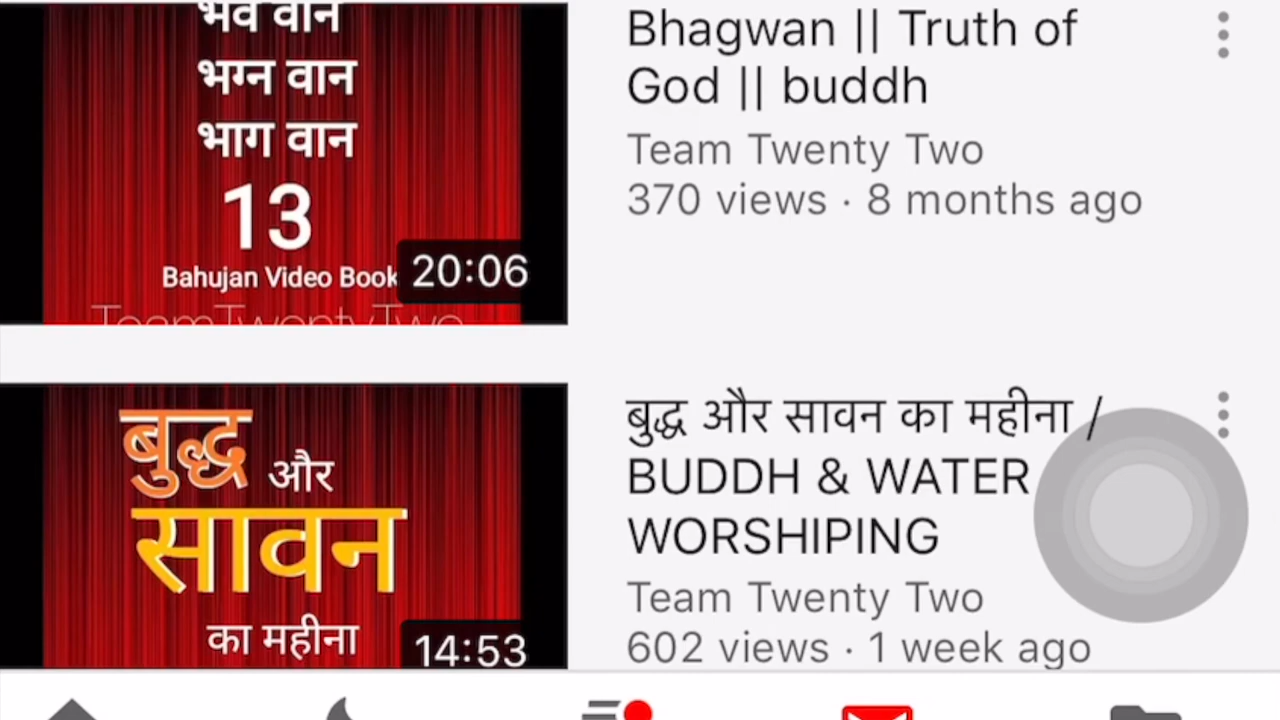 भव वान
भग्न वान
भाग वान
13
Bahujan Video Book
20:06
TeamTwentyTwo
Bhagwan || Truth of
God || buddh
Team Twenty Two
370 views · 8 months ago
बुद्ध और
सावन
का महीना
14:53
बुद्ध और सावन का महीना /
BUDDH & WATER
WORSHIPING
Team Twenty Two
602 views · 1 week ago